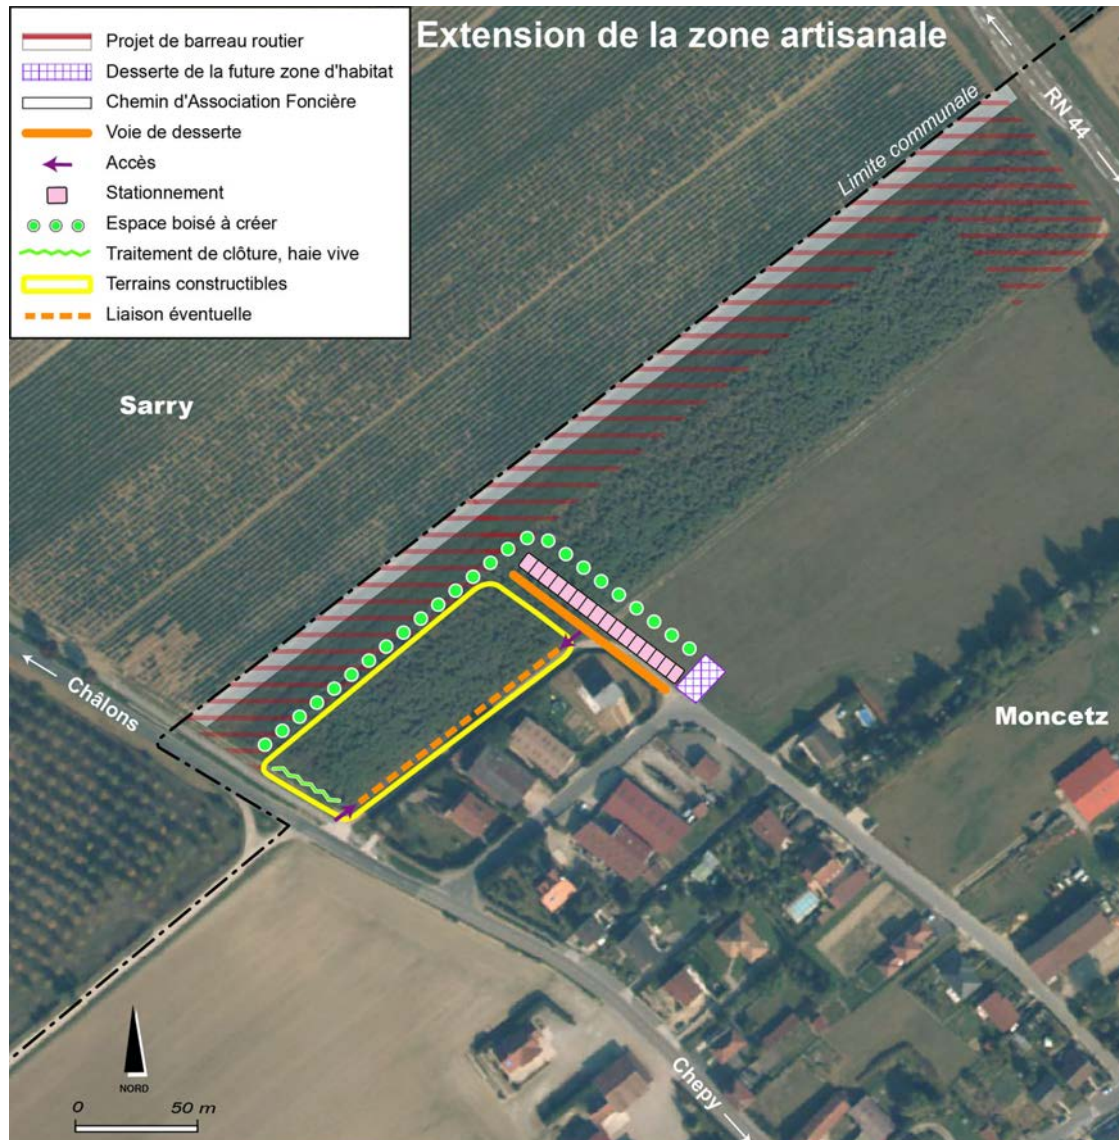 Extension de la zone artisanale
Projet de barreau routier
Desserte de la future zone d'habitat
Chemin d'Association Foncière
Voie de desserte
Accès
Stationnement
Espace boisé à créer
Traitement de clôture, haie vive
Terrains constructibles
Liaison éventuelle
RN 44
Limite communale
Sarry
Châlons
Moncetz
Chepy
NORD
0 50 m